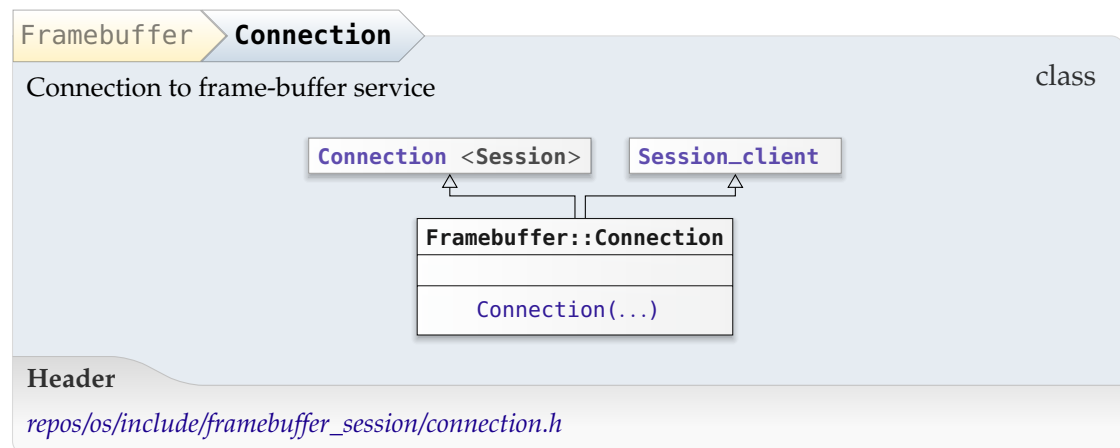 Framebuffer Connection
class
Connection to frame-buffer service
Connection <Session> Session_client
Framebuffer::Connection
Connection(...)
Header
repos/os/include/framebuffer_session/connection.h